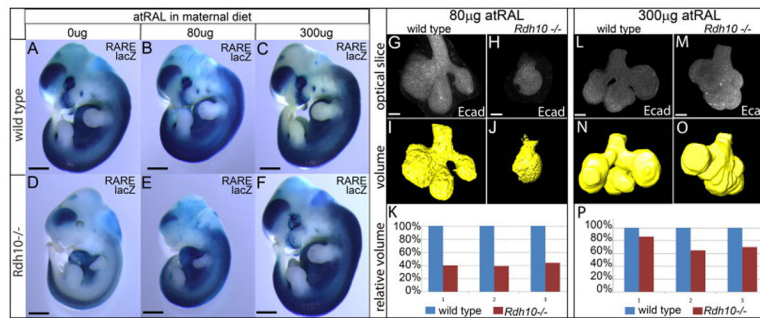 atRAL in maternal diet
0ug 80ug 300ug
wild type
Rdh10-/-
A RARE lacZ
B RARE lacZ
C RARE lacZ
D RARE lacZ
E RARE lacZ
F RARE lacZ
80µg atRAL
wild type Rdh10 -/-
optical slice
G Ecad
H Ecad
volume
I J
relative volume
K
100%
80%
60%
40%
20%
0%
1 2 3
wild type Rdh10-/-
300µg atRAL
wild type Rdh10 -/-
L Ecad
M Ecad
N O
P
100%
80%
60%
40%
20%
0%
1 2 3
wild type Rdh10-/-